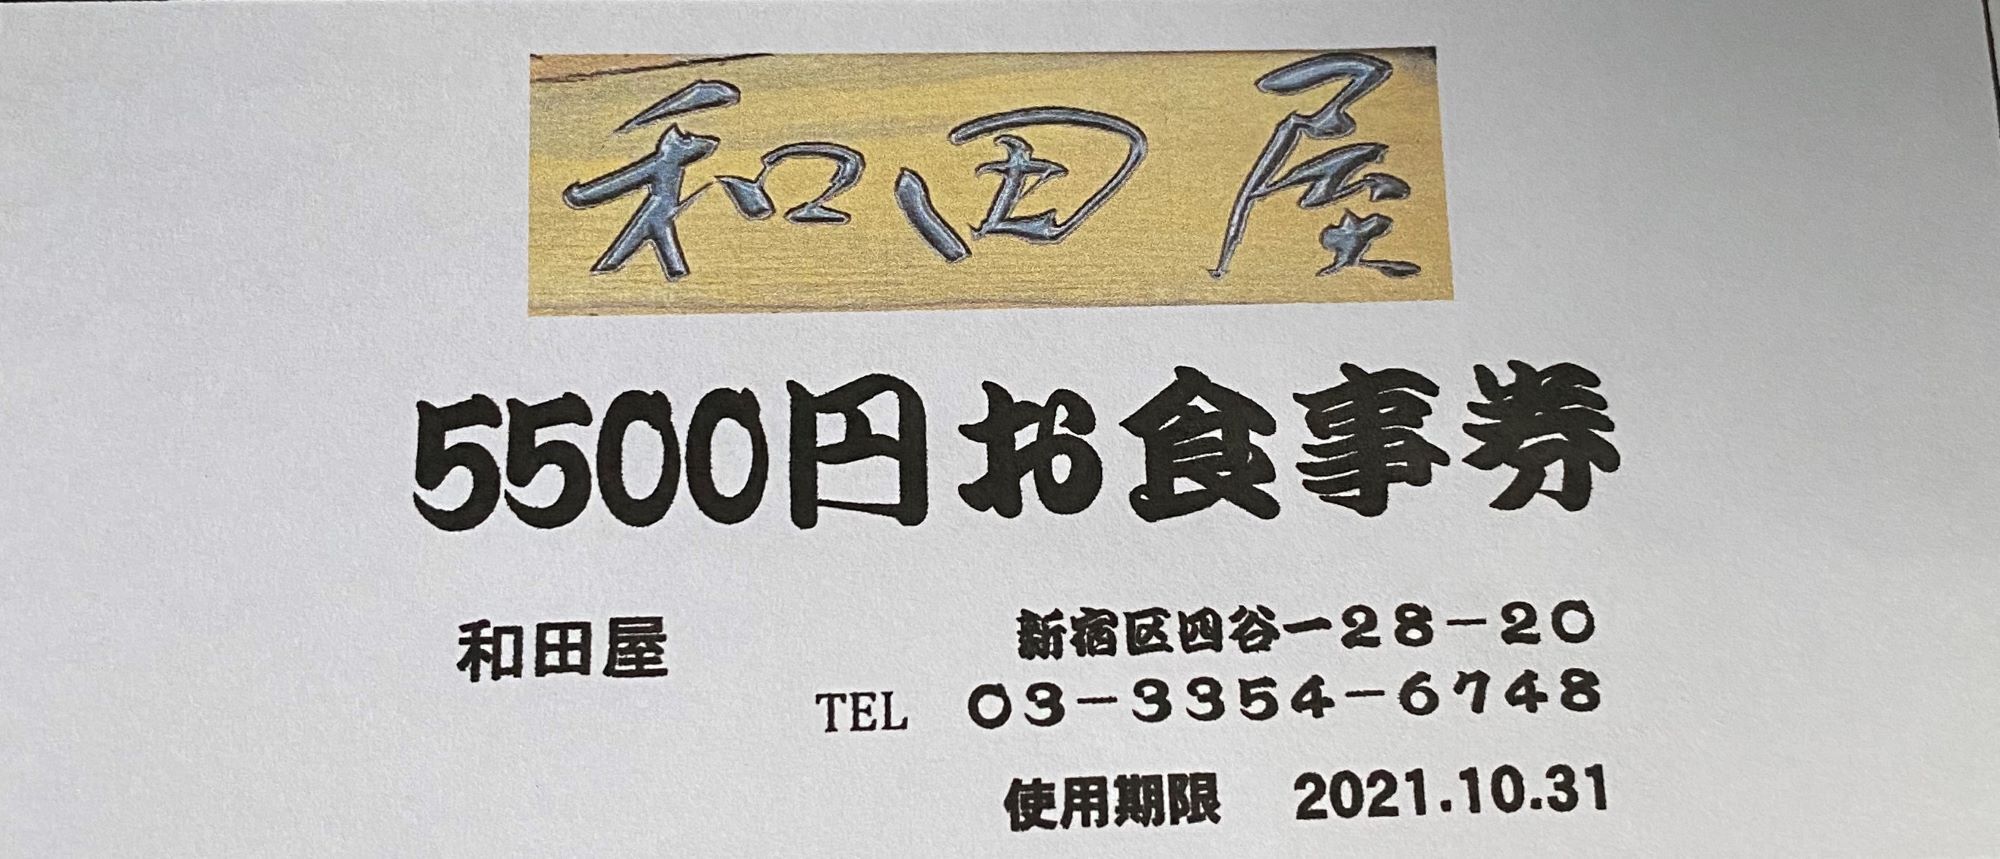 和田屋
5500円お食事券
和田屋
新宿区四谷一28－20
TEL 03－3354－6748
使用期限 2021.10.31